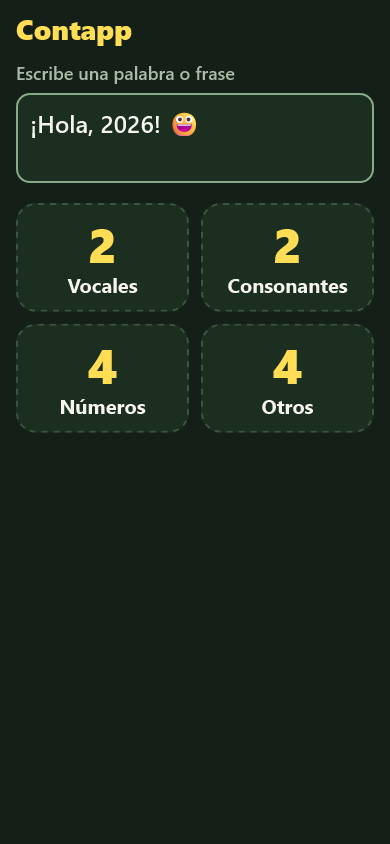 Contapp
Escribe una palabra o frase
¡Hola, 2026! 😀
2
Vocales
2
Consonantes
4
Números
4
Otros